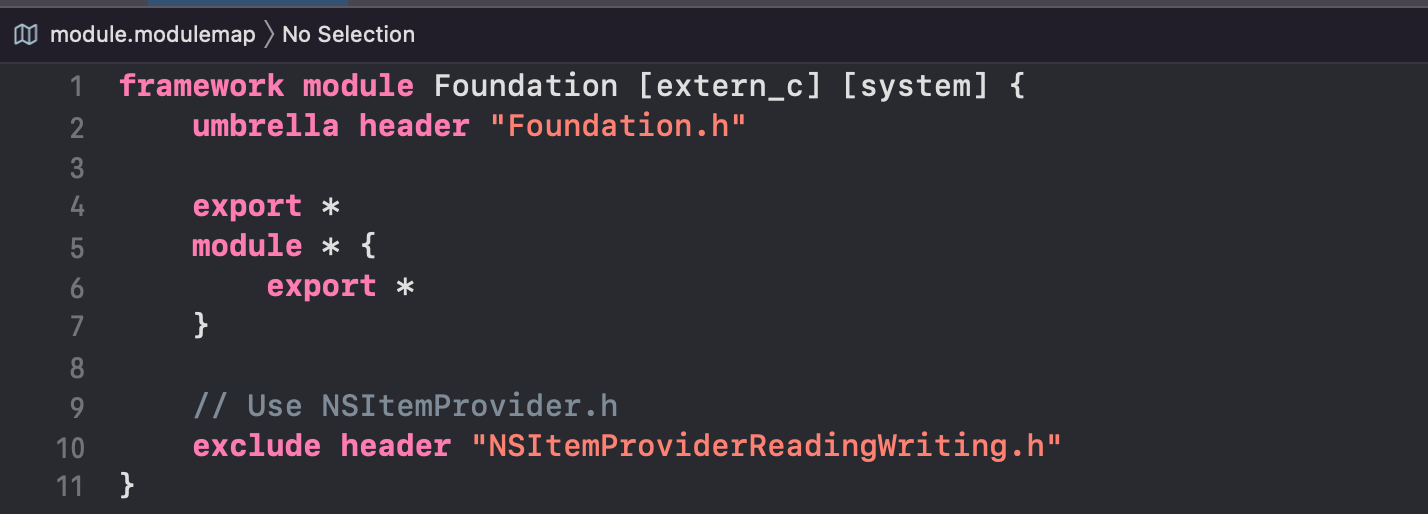 module.modulemap 〉 No Selection
1 framework module Foundation [extern_c] [system] {
2     umbrella header "Foundation.h"
3
4     export *
5     module * {
6         export *
7     }
8
9     // Use NSItemProvider.h
10     exclude header "NSItemProviderReadingWriting.h"
11 }